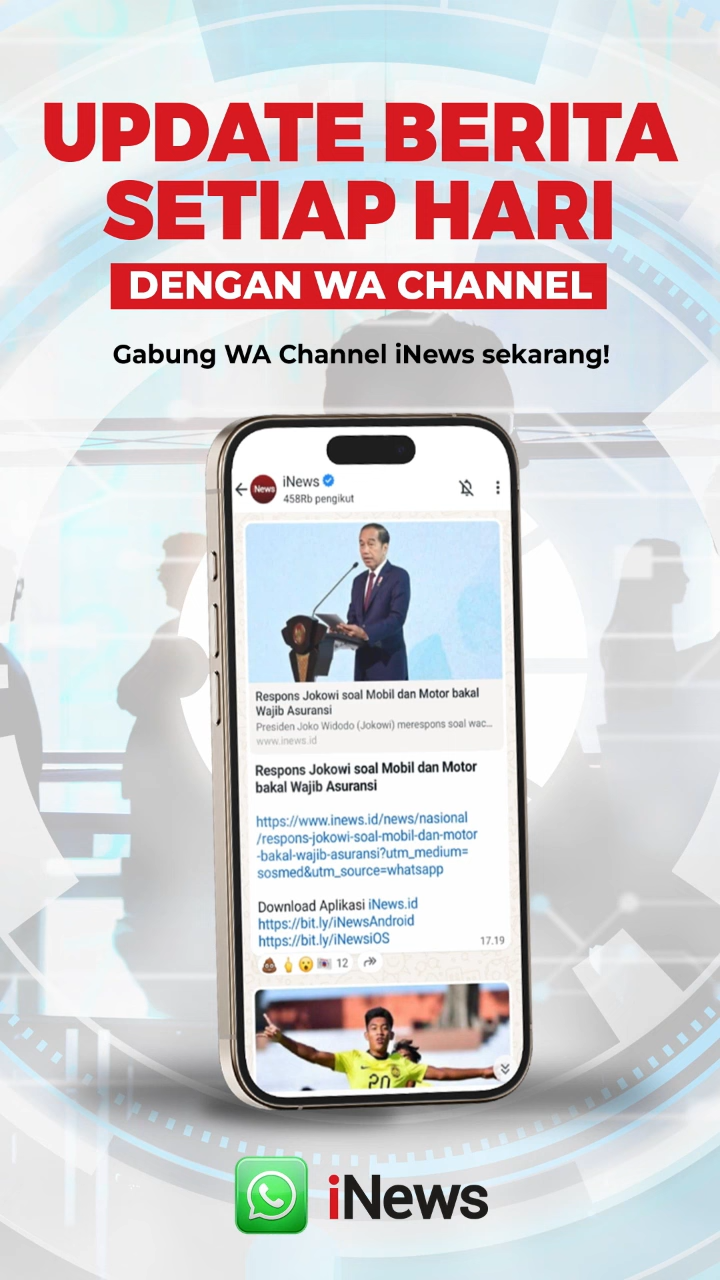 UPDATE BERITA
SETIAP HARI
DENGAN WA CHANNEL
Gabung WA Channel iNews sekarang!
News
iNews
458Rb pengikut
Respons Jokowi soal Mobil dan Motor bakal
Wajib Asuransi
Presiden Joko Widodo (Jokowi) merespons soal wac...
www.inews.id
Respons Jokowi soal Mobil dan Motor
bakal Wajib Asuransi
https://www.inews.id/news/nasional
/respons-jokowi-soal-mobil-dan-motor
-bakal-wajib-asuransi?utm_medium=
sosmed&utm_source=whatsapp
Download Aplikasi iNews.id
https://bit.ly/iNewsAndroid
https://bit.ly/iNewsiOS
17.19
12
20
iNews